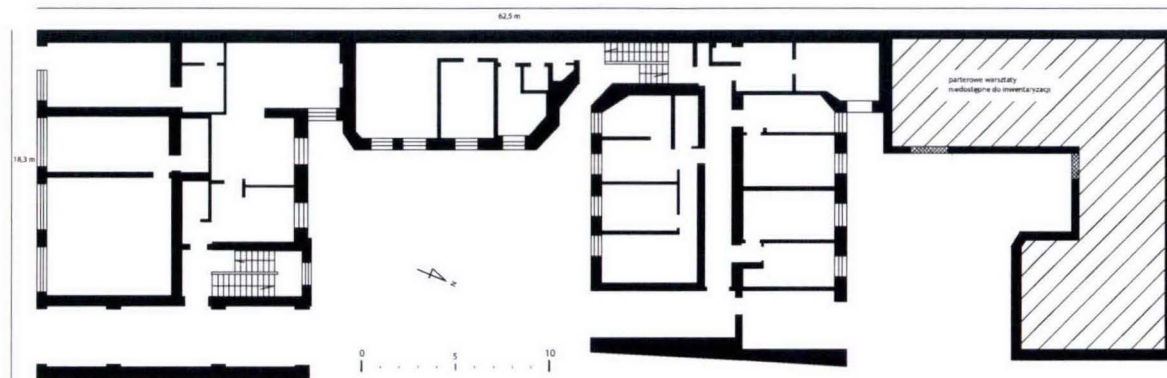 62,5 m
parterowe warsztaty
niedostępne do inwentaryzacji
18,3 m
N
0 5 10